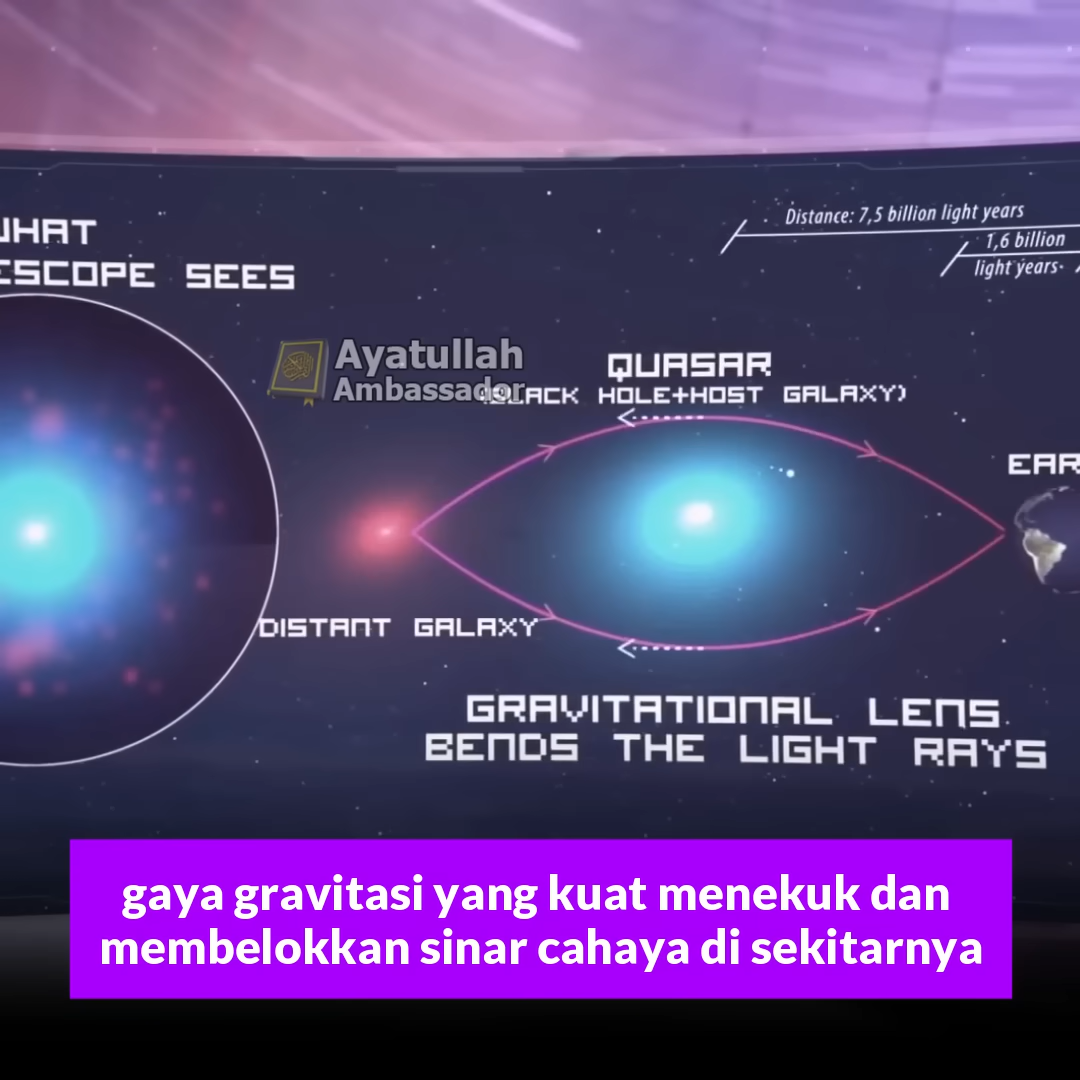 WHAT
ESCOPE SEES
Distance: 7,5 billion light years
1,6 billion
light years
Ayatullah
Ambassador
QUASAR
(BLACK HOLE+HOST GALAXY)
EAR
DISTANT GALAXY
GRAVITATIONAL LENS
BENDS THE LIGHT RAYS
gaya gravitasi yang kuat menekuk dan
membelokkan sinar cahaya di sekitarnya